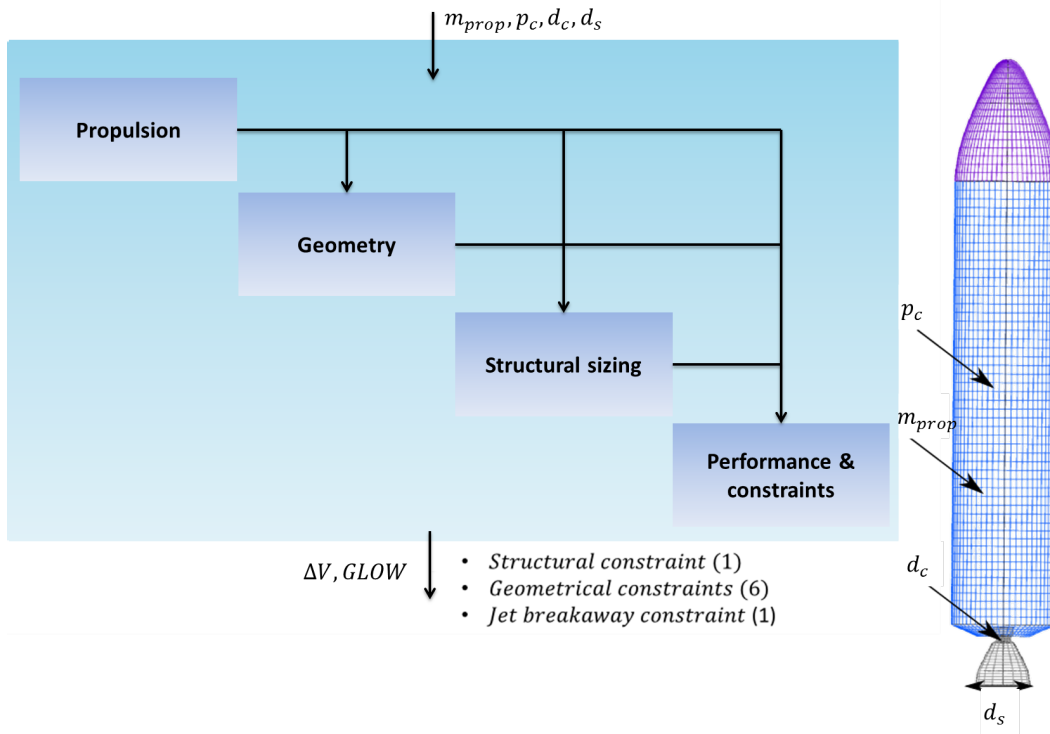 m_prop, p_c, d_c, d_s
Propulsion
Geometry
Structural sizing
Performance &
constraints
ΔV, GLOW
• Structural constraint (1)
• Geometrical constraints (6)
• Jet breakaway constraint (1)
p_c
m_prop
d_c
d_s